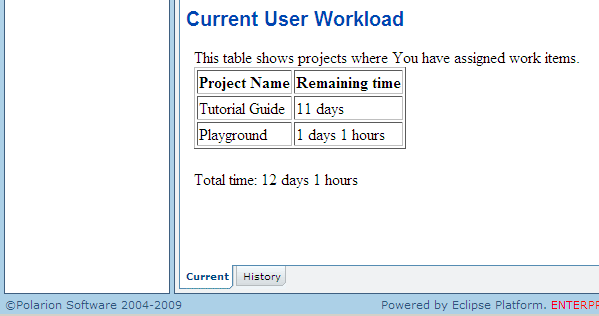 Current User Workload
This table shows projects where You have assigned work items.
Project Name Remaining time
Tutorial Guide 11 days
Playground 1 days 1 hours
Total time: 12 days 1 hours
Current History
©Polarion Software 2004-2009 Powered by Eclipse Platform. ENTERPR